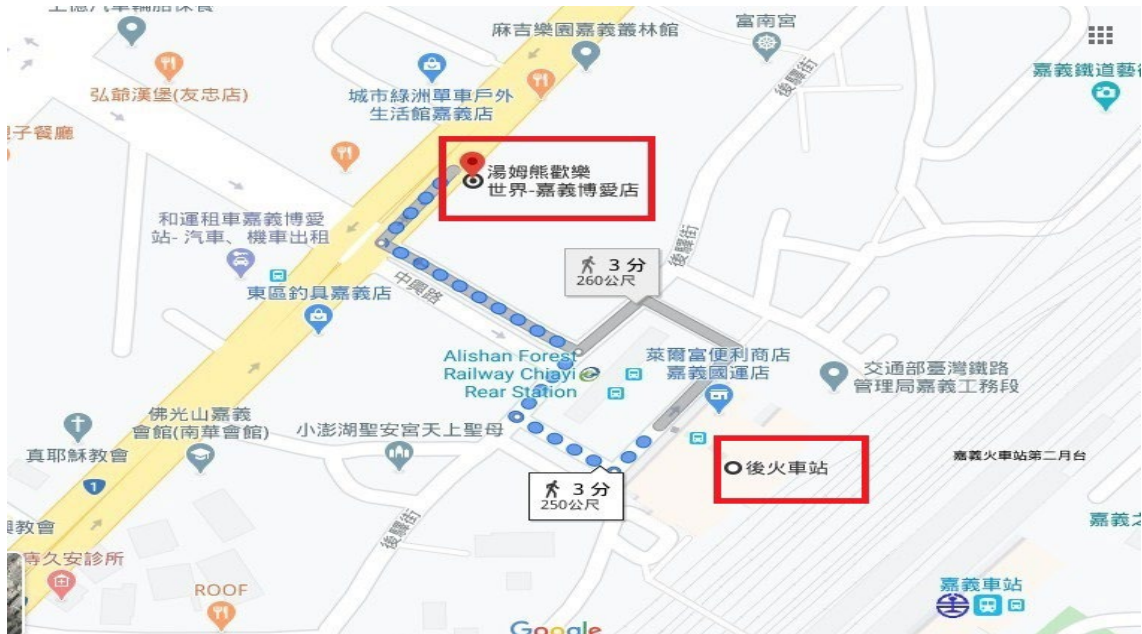 麻吉樂園嘉義叢林館
富南宮
嘉義鐵道藝
弘爺漢堡(友忠店)
城市綠洲單車戶外
生活館嘉義店
後驛街
子餐廳
湯姆熊歡樂
世界-嘉義博愛店
和運租車嘉義博愛
站- 汽車、機車出租
3 分
260公尺
後驛街
東區釣具嘉義店
中興路
Alishan Forest
Railway Chiayi
Rear Station
萊爾富便利商店
嘉義國運店
交通部臺灣鐵路
管理局嘉義工務段
佛光山嘉義
會館(南華會館)
小澎湖聖安宮天上聖母
真耶穌教會
後火車站
嘉義火車站第二月台
1
3 分
250公尺
教會
後驛街
嘉義之
久安診所
ROOF
嘉義車站
Google